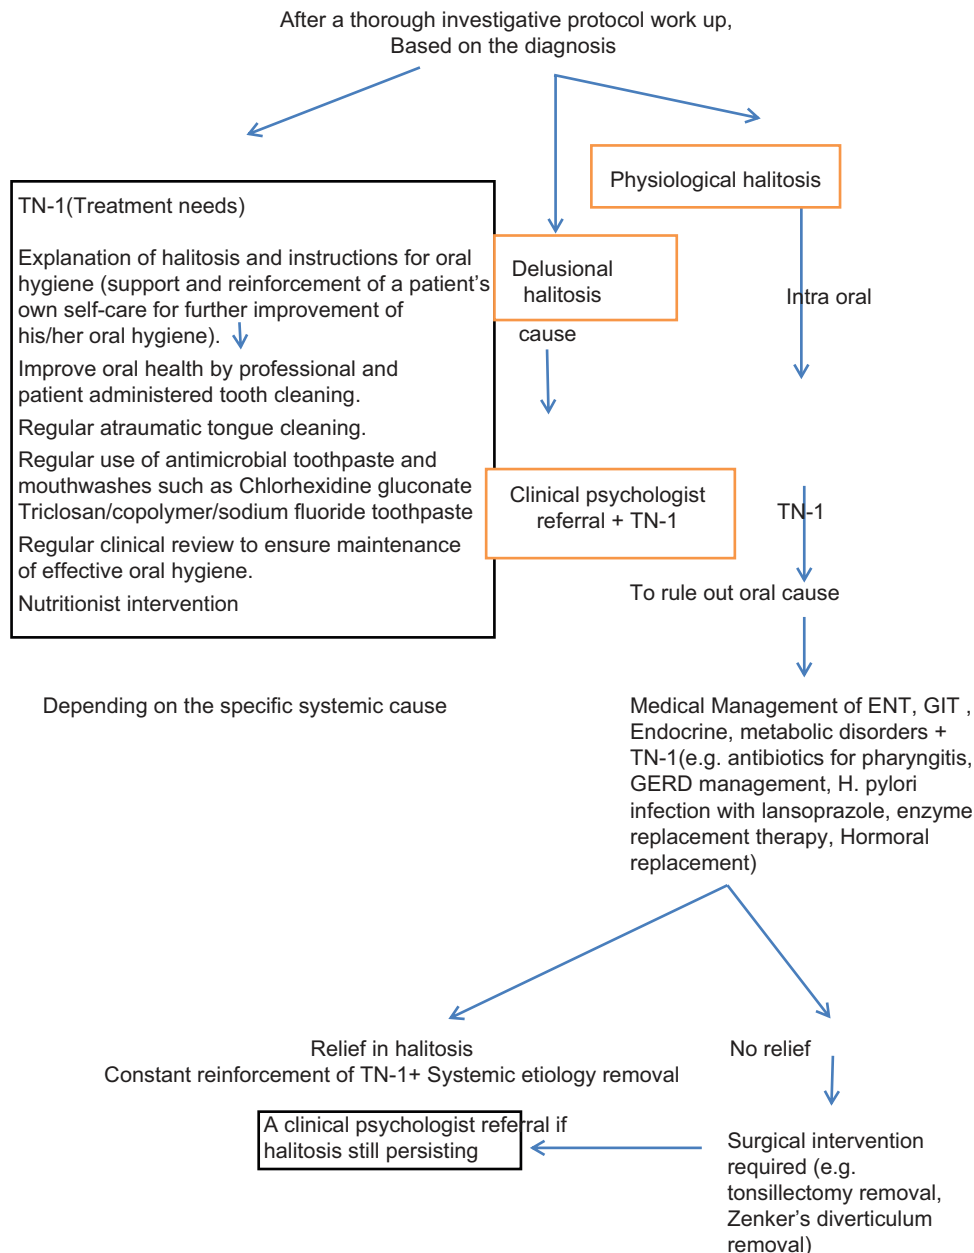 After a thorough investigative protocol work up,
Based on the diagnosis
TN-1(Treatment needs)
Explanation of halitosis and instructions for oral
hygiene (support and reinforcement of a patient's
own self-care for further improvement of
his/her oral hygiene).
Improve oral health by professional and
patient administered tooth cleaning.
Regular atraumatic tongue cleaning.
Regular use of antimicrobial toothpaste and
mouthwashes such as Chlorhexidine gluconate
Triclosan/copolymer/sodium fluoride toothpaste
Regular clinical review to ensure maintenance
of effective oral hygiene.
Nutritionist intervention
Delusional
halitosis
cause
Clinical psychologist
referral + TN-1
Physiological halitosis
Intra oral
TN-1
To rule out oral cause
Depending on the specific systemic cause
Medical Management of ENT, GIT ,
Endocrine, metabolic disorders +
TN-1(e.g. antibiotics for pharyngitis,
GERD management, H. pylori
infection with lansoprazole, enzyme
replacement therapy, Hormoral
replacement)
Relief in halitosis
Constant reinforcement of TN-1+ Systemic etiology removal
A clinical psychologist referral if
halitosis still persisting
No relief
Surgical intervention
required (e.g.
tonsillectomy removal,
Zenker's diverticulum
removal)